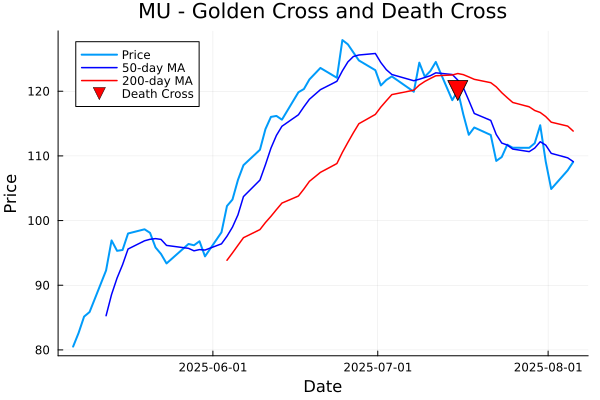 MU - Golden Cross and Death Cross
Price
50-day MA
200-day MA
Death Cross
Price
120
110
100
90
80
2025-06-01
2025-07-01
2025-08-01
Date